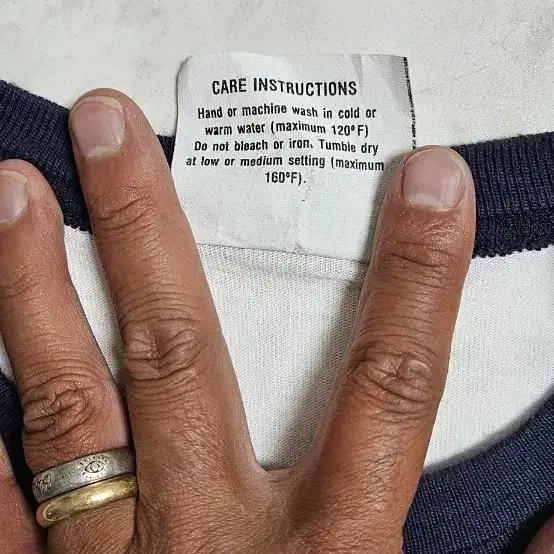 CARE INSTRUCTIONS
Hand or machine wash in cold or
warm water (maximum 120°F)
Do not bleach or iron. Tumble dry
at low or medium setting (maximum
160°F).